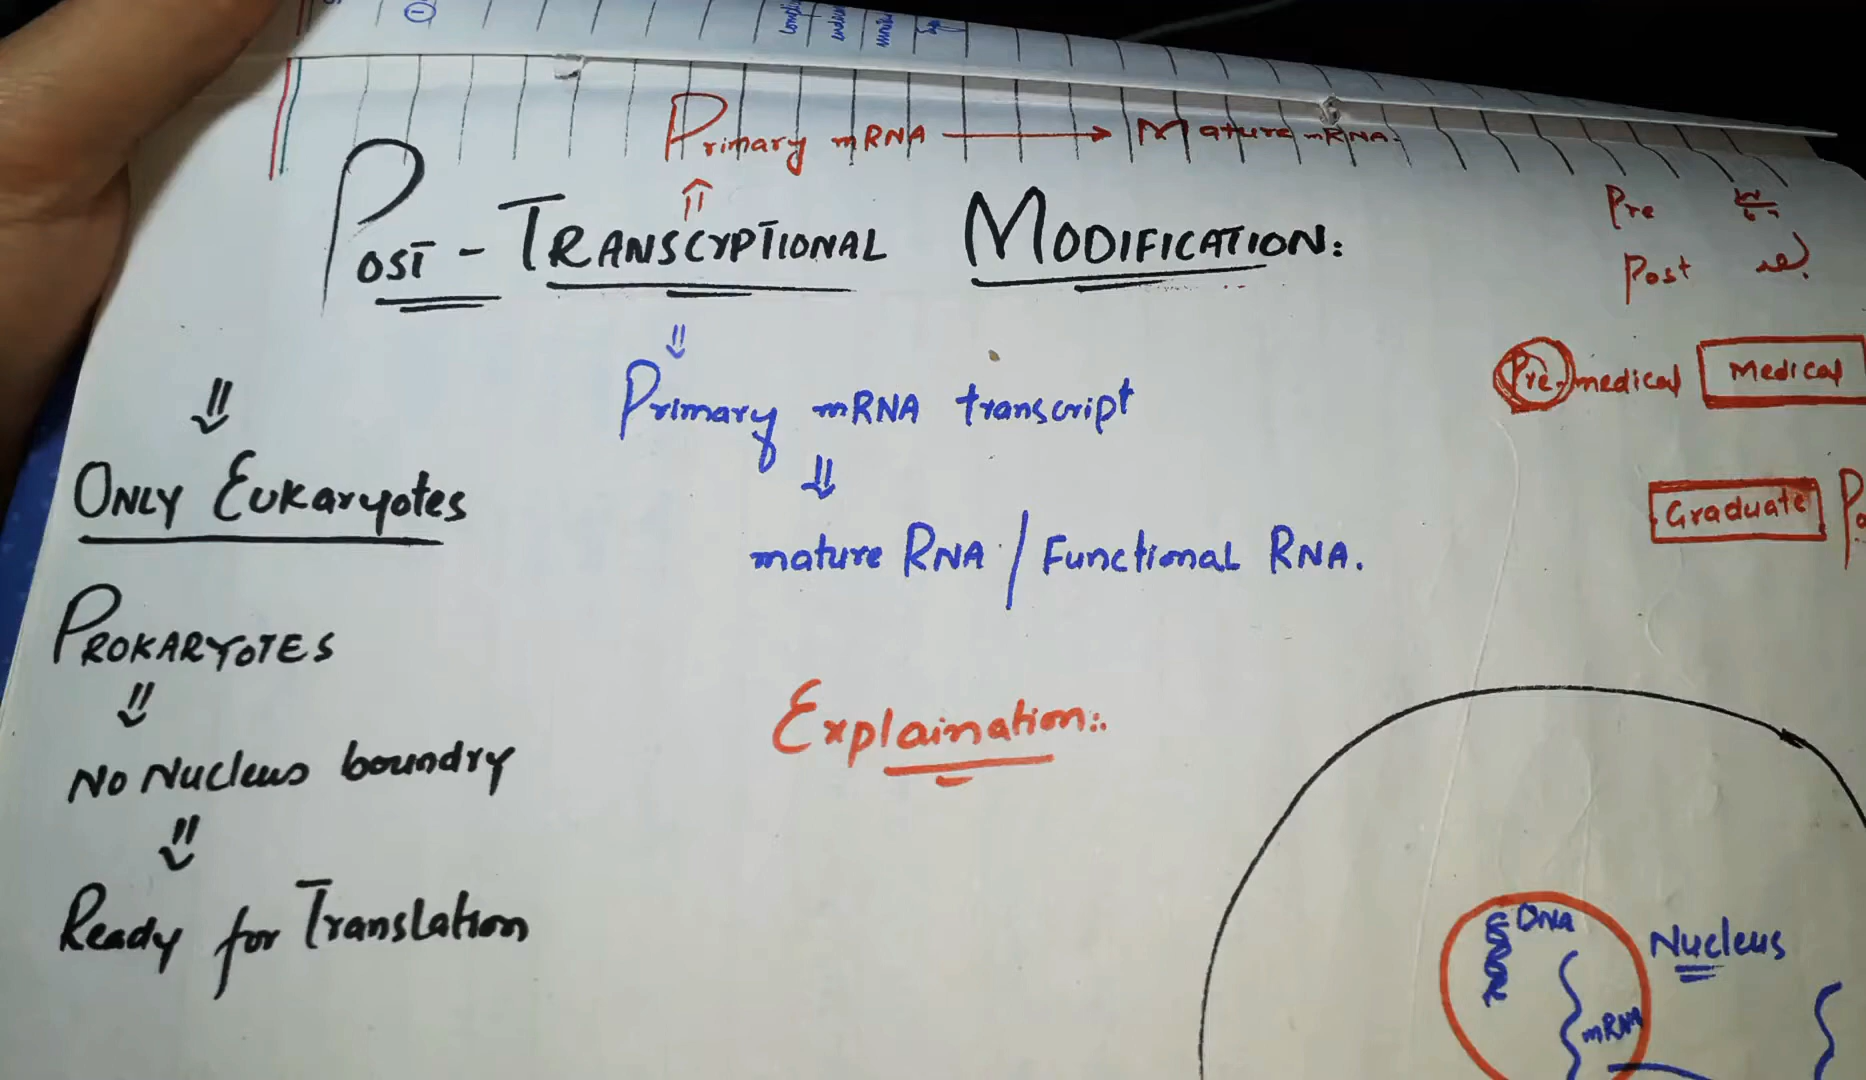 ①
Primary mRNA → Mature mRNA.
POST - TRANSCYPTIONAL MODIFICATION:
Pre
Post
Pre-medical Medical
Primary mRNA transcript
ONLY Eukaryotes
Graduate
mature RNA / Functional RNA.
PROKARYOTES
Explaination:.
No Nucleus boundry
Ready for Translation
DNA
Nucleus
mRNA